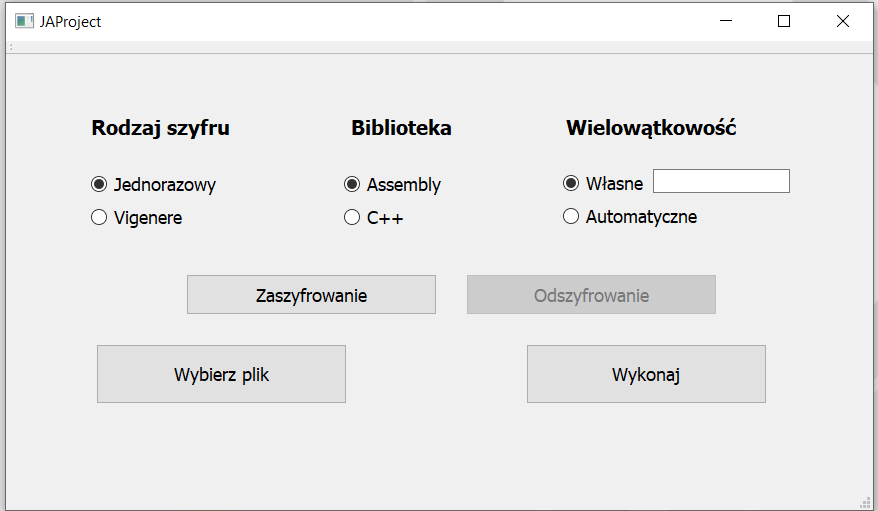 JAProject
Rodzaj szyfru
Biblioteka
Wielowątkowość
Jednorazowy
Assembly
Własne
Vigenere
C++
Automatyczne
Zaszyfrowanie
Odszyfrowanie
Wybierz plik
Wykonaj